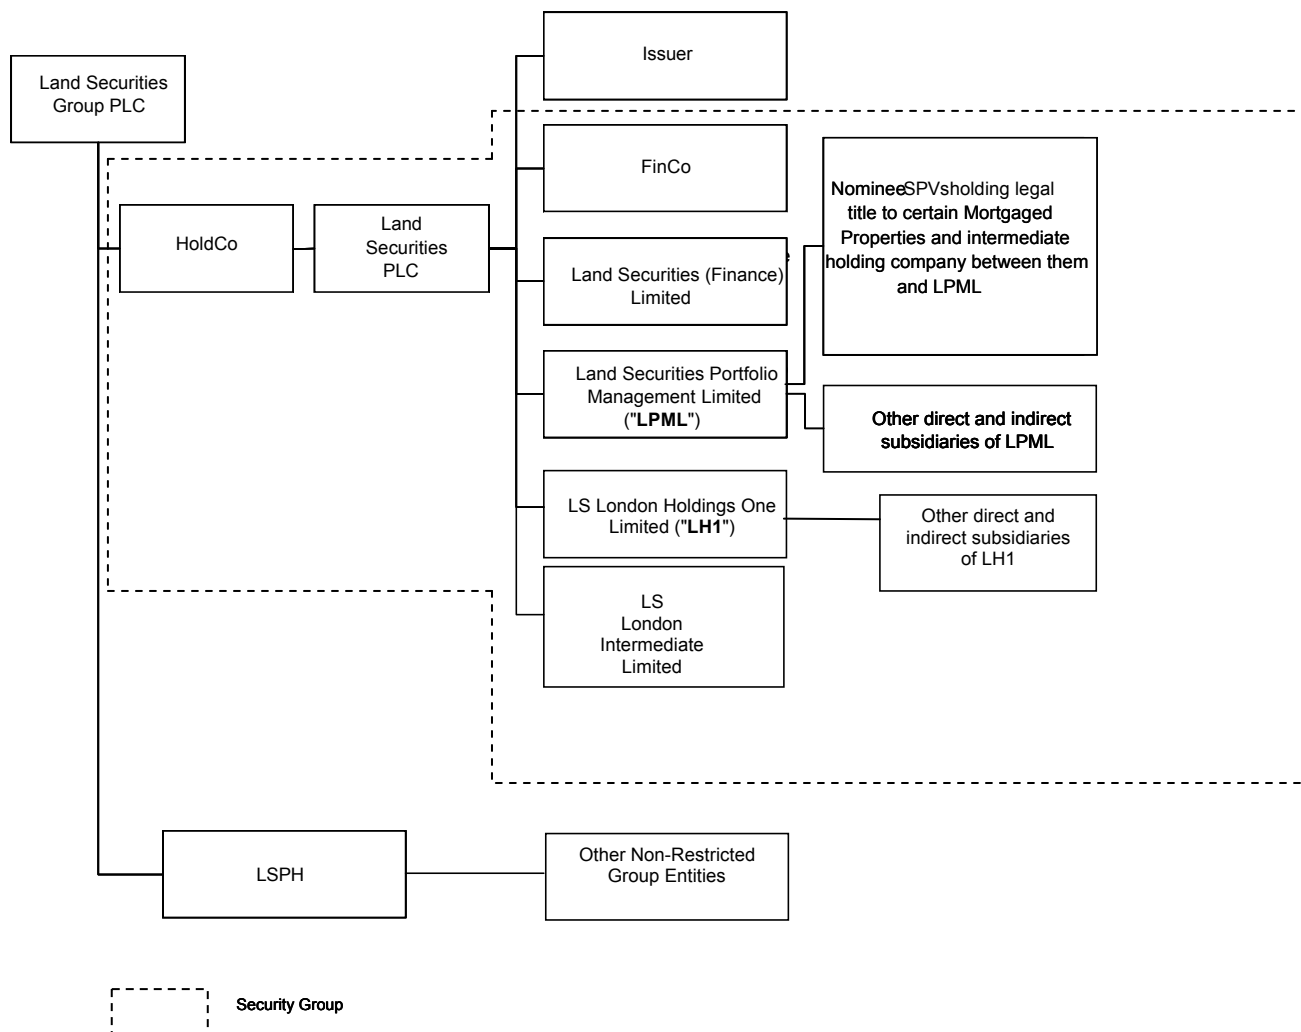 Land Securities
Group PLC
HoldCo
Land
Securities
PLC
Issuer
FinCo
Land Securities (Finance)
Limited
e
Land Securities Portfolio
Management Limited
("LPML")
LS London Holdings One
Limited ("LH1")
LS
London
Intermediate
Limited
NomineeSPVsholding legal
title to certain Mortgaged
Properties and intermediate
holding company between them
and LPML
Other direct and indirect
subsidiaries of LPML
Other direct and
indirect subsidiaries
of LH1
LSPH
Other Non-Restricted
Group Entities
Security Group